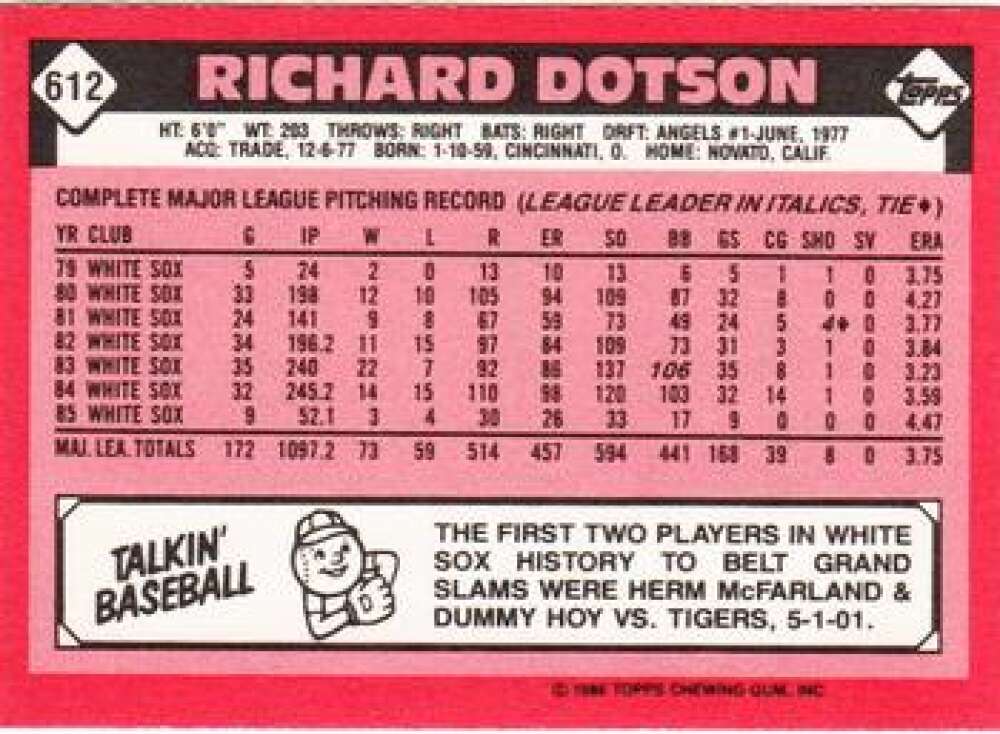 612 RICHARD DOTSON Topps
HT: 6'0" WT: 203 THROWS: RIGHT BATS: RIGHT DRFT: ANGELS #1-JUNE, 1977
ACQ: TRADE, 12-6-77 BORN: 1-10-59, CINCINNATI, O. HOME: NOVATO, CALIF.
COMPLETE MAJOR LEAGUE PITCHING RECORD (LEAGUE LEADER IN ITALICS, TIE♦)
YR CLUB G IP W L R ER SO BB GS CG SHO SV ERA
79 WHITE SOX 5 24 2 0 13 10 13 6 5 1 1 0 3.75
80 WHITE SOX 33 198 12 10 105 94 109 87 32 8 0 0 4.27
81 WHITE SOX 24 141 9 8 67 59 73 49 24 5 4♦ 0 3.77
82 WHITE SOX 34 196.2 11 15 97 84 109 73 31 3 1 0 3.84
83 WHITE SOX 35 240 22 7 92 86 137 106 35 8 1 0 3.23
84 WHITE SOX 32 245.2 14 15 110 98 120 103 32 14 1 0 3.59
85 WHITE SOX 9 52.1 3 4 30 26 33 17 9 0 0 0 4.47
MAJ. LEA. TOTALS 172 1097.2 73 59 514 457 594 441 168 39 8 0 3.75
TALKIN'
BASEBALL
THE FIRST TWO PLAYERS IN WHITE
SOX HISTORY TO BELT GRAND
SLAMS WERE HERM McFARLAND &
DUMMY HOY VS. TIGERS, 5-1-01.
© 1986 TOPPS CHEWING GUM, INC